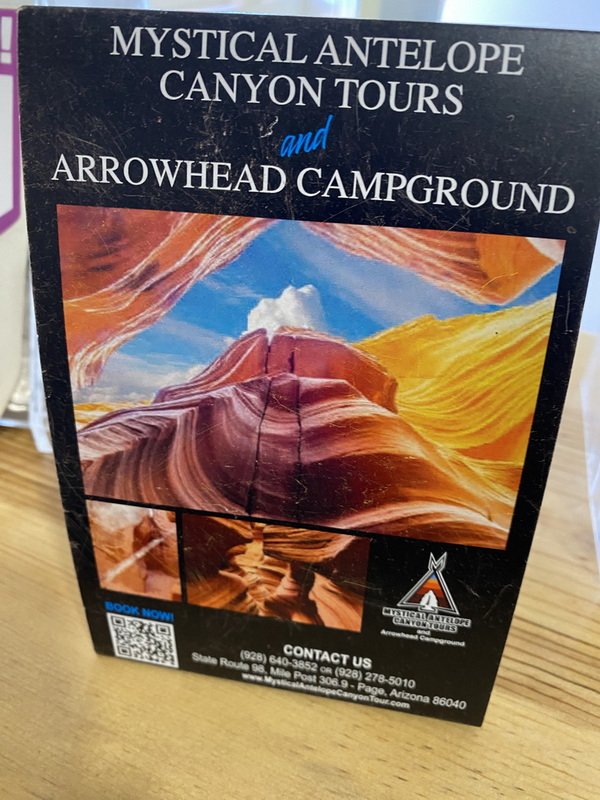 MYSTICAL ANTELOPE
CANYON TOURS
and
ARROWHEAD CAMPGROUND
BOOK NOW!
MYSTICAL ANTELOPE
CANYON TOURS
and
Arrowhead Campground
CONTACT US
(928) 640-3852 OR (928) 278-5010
State Route 98, Mile Post 306.9 - Page, Arizona 86040
www.MysticalAntelopeCanyonTour.com